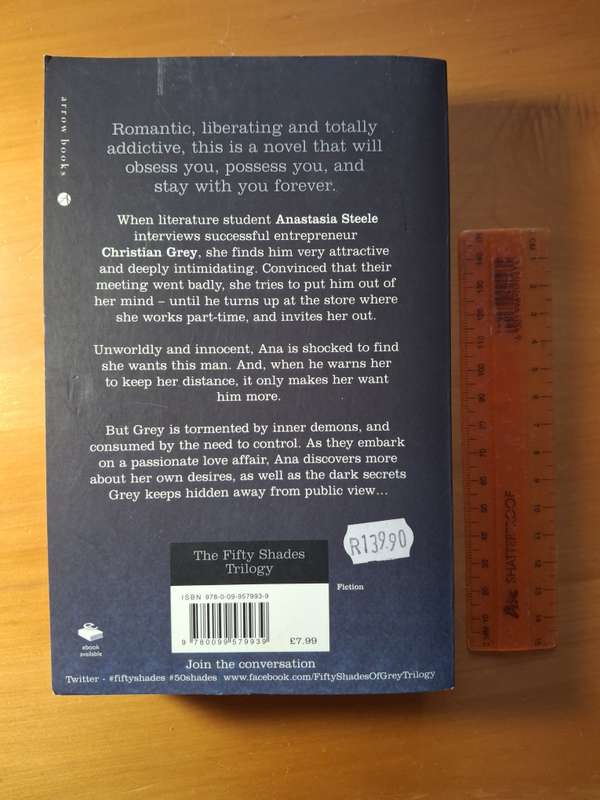 arrow books
Romantic, liberating and totally
addictive, this is a novel that will
obsess you, possess you, and
stay with you forever.
When literature student Anastasia Steele
interviews successful entrepreneur
Christian Grey, she finds him very attractive
and deeply intimidating. Convinced that their
meeting went badly, she tries to put him out of
her mind – until he turns up at the store where
she works part-time, and invites her out.
Unworldly and innocent, Ana is shocked to find
she wants this man. And, when he warns her
to keep her distance, it only makes her want
him more.
But Grey is tormented by inner demons, and
consumed by the need to control. As they embark
on a passionate love affair, Ana discovers more
about her own desires, as well as the dark secrets
Grey keeps hidden away from public view…
R139.90
The Fifty Shades
Trilogy
Fiction
ISBN 978-0-09-957993-9
9 780099 579939
£7.99
ebook
available
Join the conversation
Twitter - #fiftyshades #50shades www.facebook.com/FiftyShadesOfGreyTrilogy
SHATTERPROOF